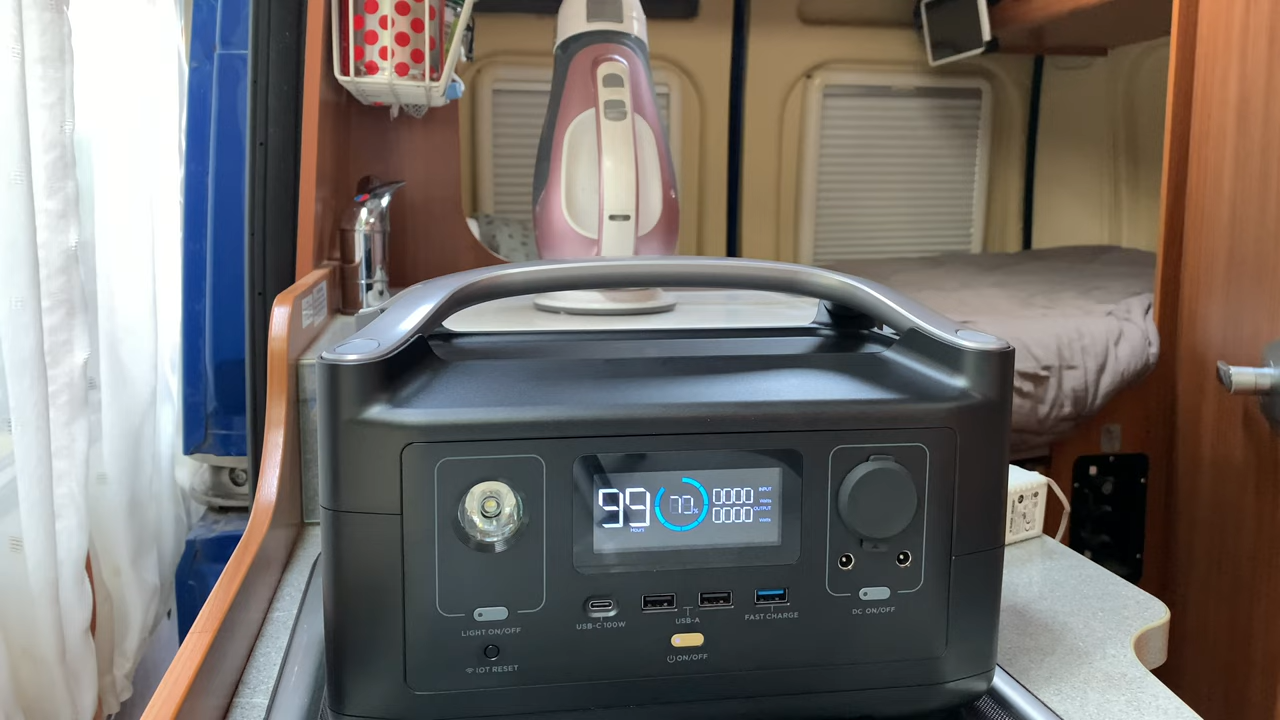 99
Hours
70%
0000
INPUT
Watts
0000
OUTPUT
Watts
LIGHT ON/OFF
IOT RESET
USB-C 100W
USB-A
FAST CHARGE
ON/OFF
DC ON/OFF